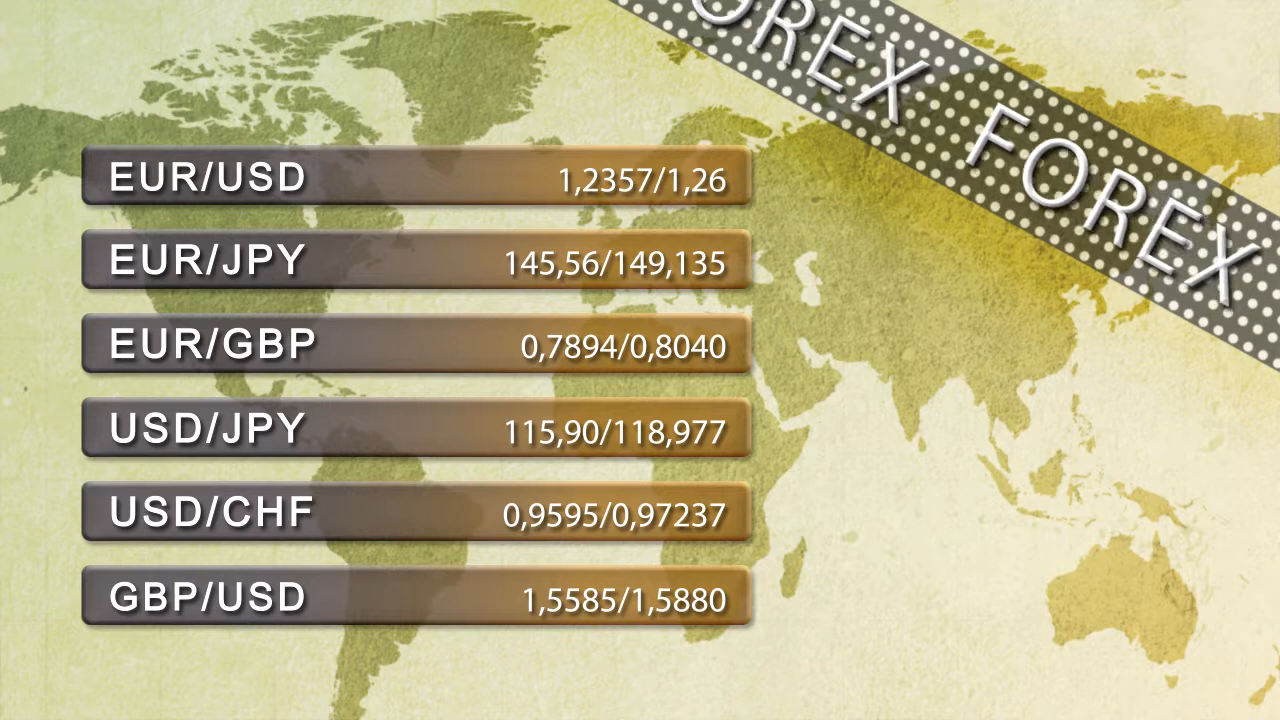 OREX FOREX
EUR/USD 1,2357/1,26
EUR/JPY 145,56/149,135
EUR/GBP 0,7894/0,8040
USD/JPY 115,90/118,977
USD/CHF 0,9595/0,97237
GBP/USD 1,5585/1,5880